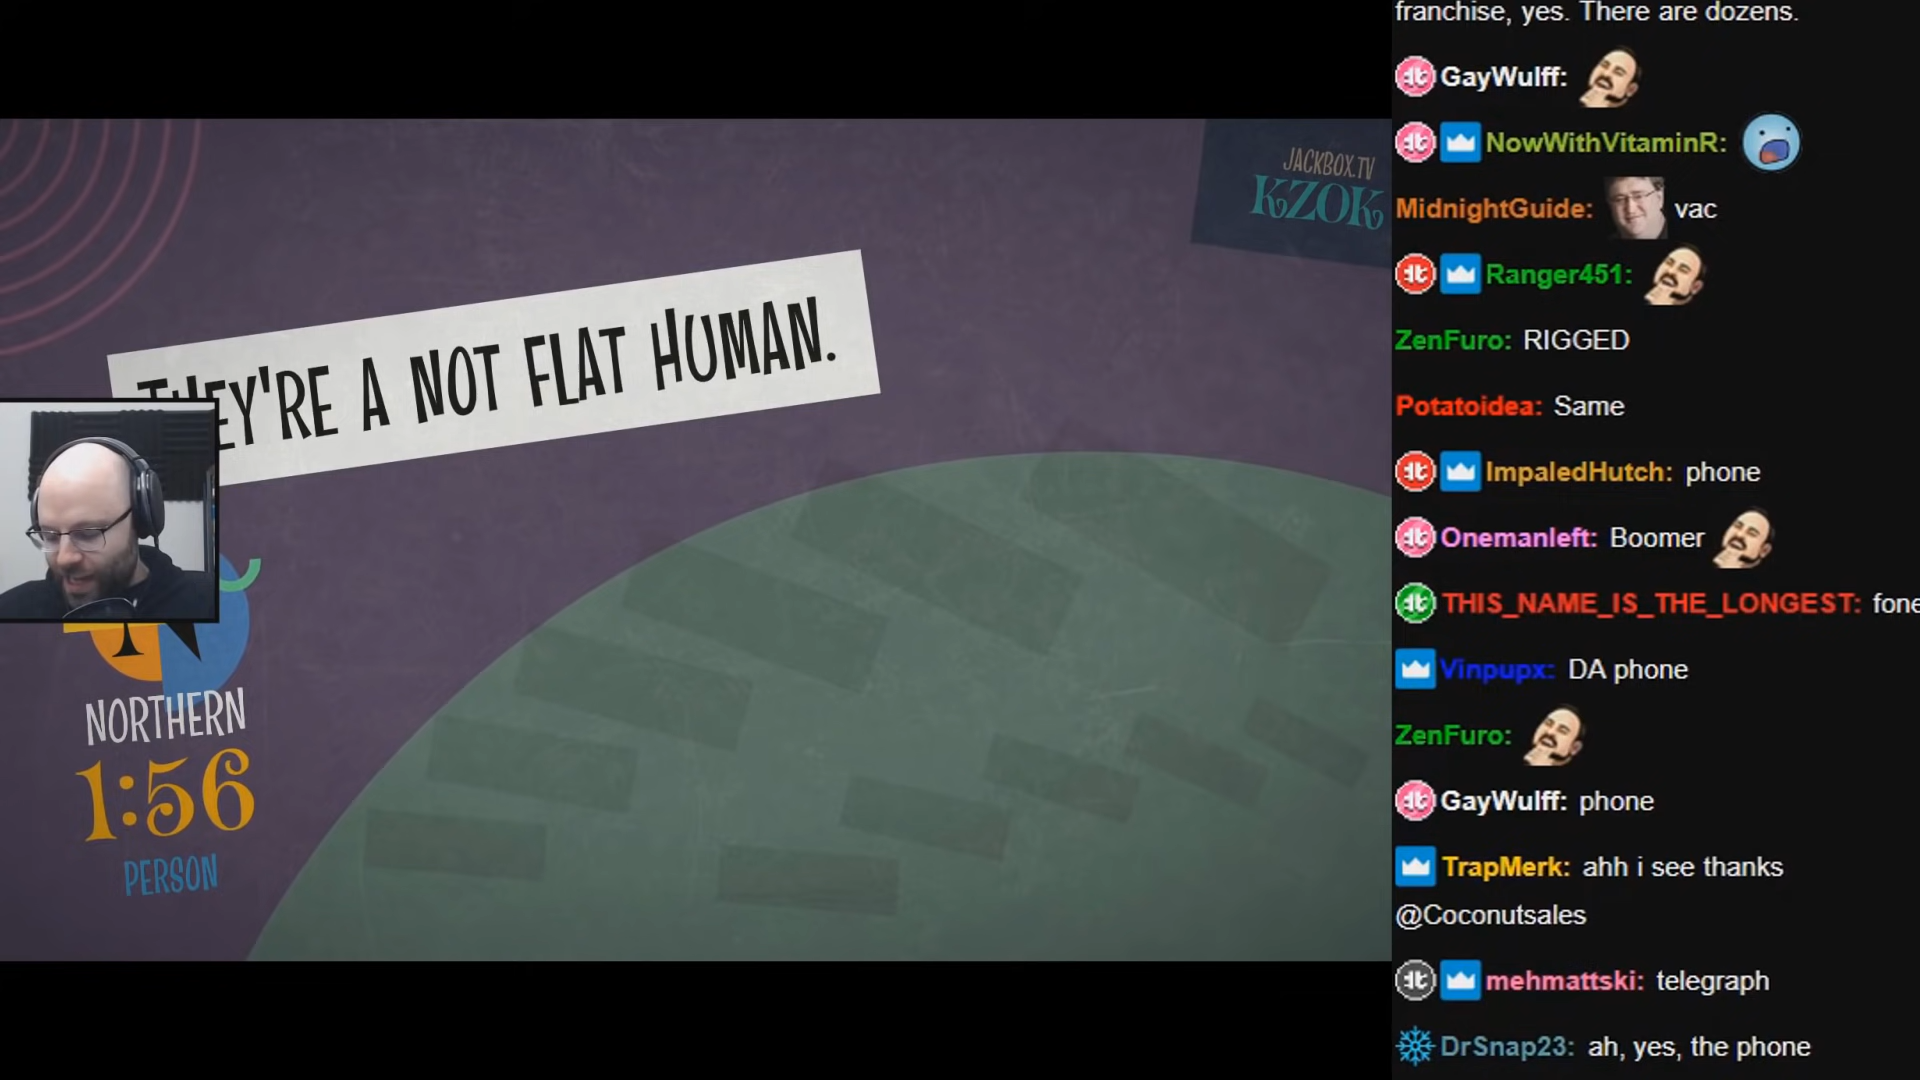 JACKBOX.TV
KZOK
THEY'RE A NOT FLAT HUMAN.
N
NORTHERN
1:56
PERSON
franchise, yes. There are dozens.
GayWulff:
NowWithVitaminR:
MidnightGuide: vac
Ranger451:
ZenFuro: RIGGED
Potatoidea: Same
ImpaledHutch: phone
Onemanleft: Boomer
THIS_NAME_IS_THE_LONGEST: fone
Vinpupx: DA phone
ZenFuro:
GayWulff: phone
TrapMerk: ahh i see thanks
@Coconutsales
mehmattski: telegraph
DrSnap23: ah, yes, the phone